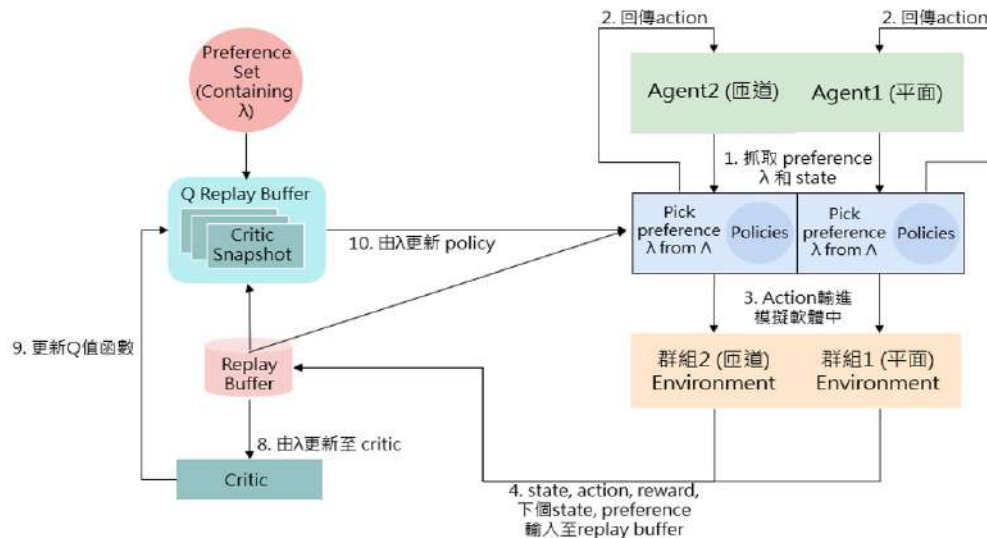 2. 回傳action
2. 回傳action
Preference
Set
(Containing
λ)
Agent2 (匝道)
Agent1 (平面)
1. 抓取 preference
λ 和 state
Q Replay Buffer
Critic
Snapshot
Pick
preference
λ from Λ
Policies
Pick
preference
λ from Λ
Policies
10. 由λ更新 policy
3. Action輸進
模擬軟體中
9. 更新Q值函數
Replay
Buffer
群組2 (匝道)
Environment
群組1 (平面)
Environment
8. 由λ更新至 critic
Critic
4. state, action, reward,
下個state, preference
輸入至replay buffer